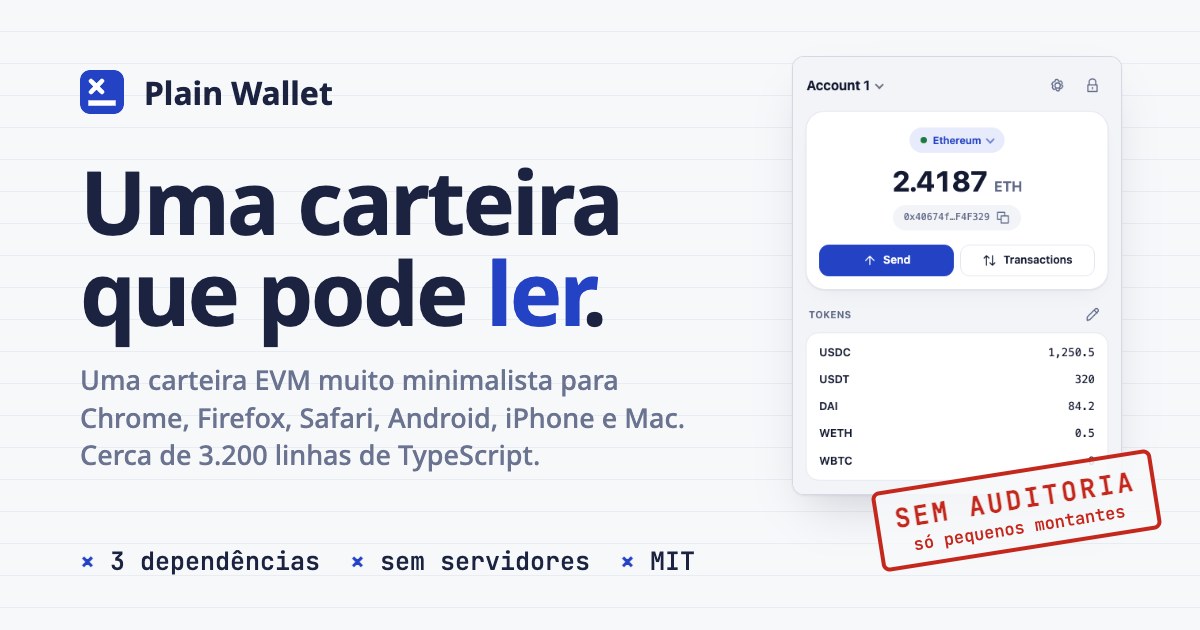 Plain Wallet
Uma carteira
que pode ler.
Uma carteira EVM muito minimalista para
Chrome, Firefox, Safari, Android, iPhone e Mac.
Cerca de 3.200 linhas de TypeScript.
× 3 dependências × sem servidores × MIT
Account 1
Ethereum
2.4187 ETH
0x40674f…F4F329
Send Transactions
TOKENS
USDC 1,250.5
USDT 320
DAI 84.2
WETH 0.5
WBTC
SEM AUDITORIA
só pequenos montantes